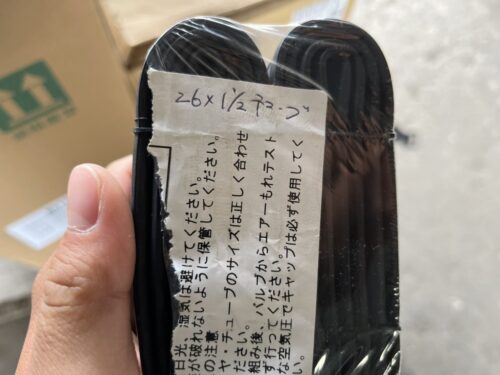 26×1 1/2 チューブ
日光、湿気は避けてください。
が破れないように保管してください。
の注意
ヤ・チューブのサイズは正しく合わせ
ださい。
組み後、バルブからエアーもれテスト
ず行ってください。
な空気圧でキャップは必ず使用してく
い。